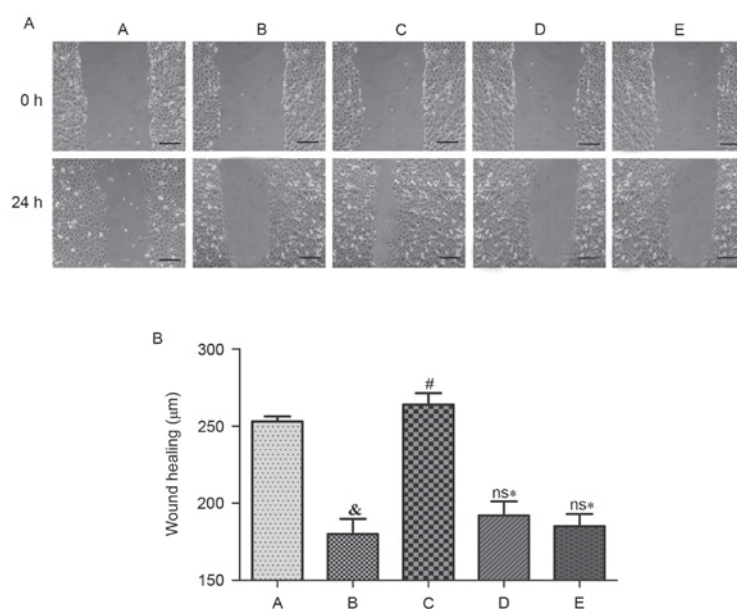 A
A B C D E
0 h
24 h
B
Wound healing (μm)
300
250
200
150
&
#
ns*
ns*
A B C D E